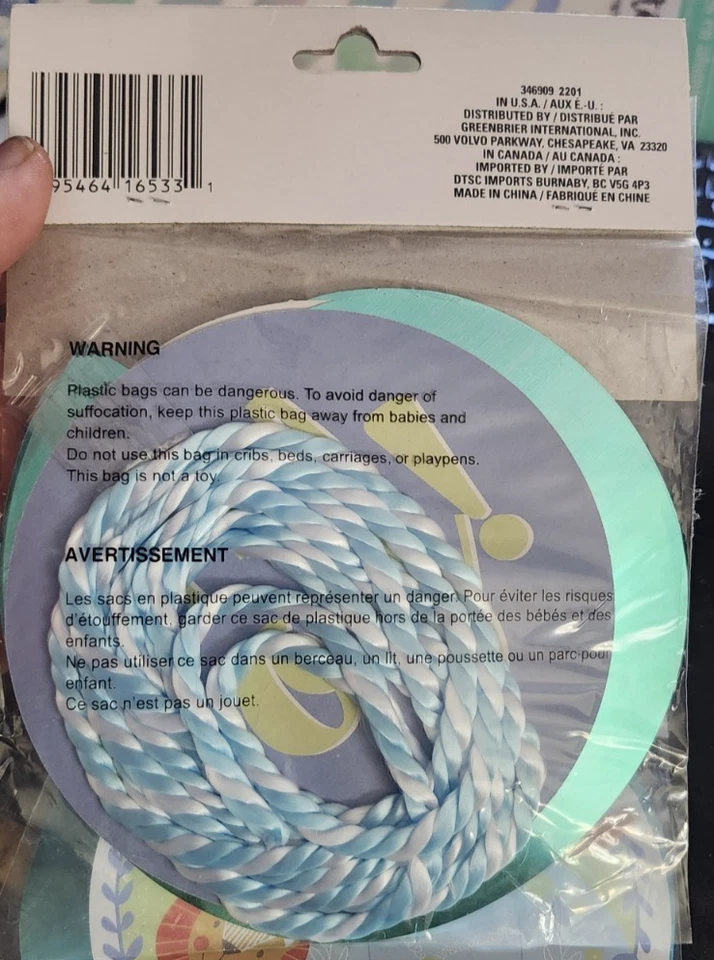 95464 16533 1
346909 2201
IN U.S.A. / AUX É.-U. :
DISTRIBUTED BY / DISTRIBUÉ PAR
GREENBRIER INTERNATIONAL, INC.
500 VOLVO PARKWAY, CHESAPEAKE, VA 23320
IN CANADA / AU CANADA :
IMPORTED BY / IMPORTÉ PAR
DTSC IMPORTS BURNABY, BC V5G 4P3
MADE IN CHINA / FABRIQUÉ EN CHINE
WARNING
Plastic bags can be dangerous. To avoid danger of
suffocation, keep this plastic bag away from babies and
children.
Do not use this bag in cribs, beds, carriages, or playpens.
This bag is not a toy.
AVERTISSEMENT
Les sacs en plastique peuvent représenter un danger. Pour éviter les risques
d'étouffement, garder ce sac de plastique hors de la portée des bébés et des
enfants.
Ne pas utiliser ce sac dans un berceau, un lit, une poussette ou un parc pour
enfant.
Ce sac n'est pas un jouet.